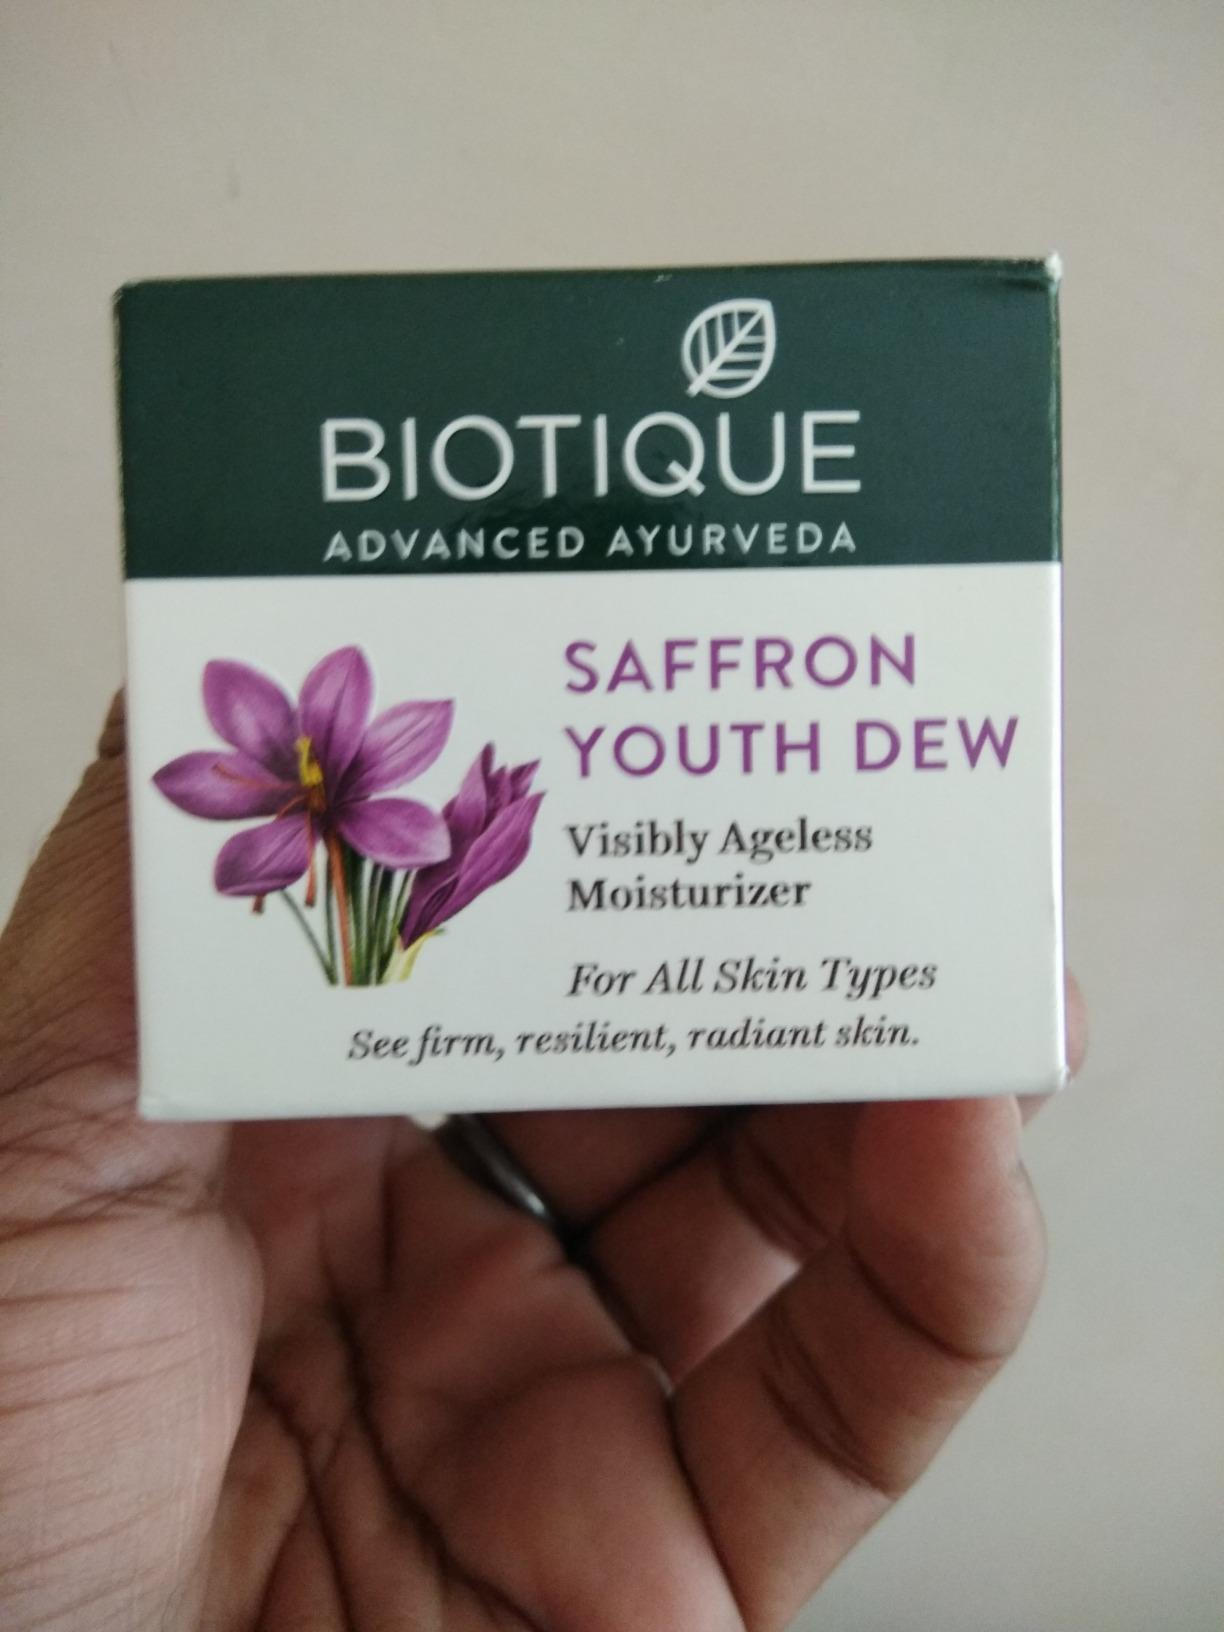 BIOTIQUE
ADVANCED AYURVEDA
SAFFRON
YOUTH DEW
Visibly Ageless
Moisturizer
For All Skin Types
See firm, resilient, radiant skin.